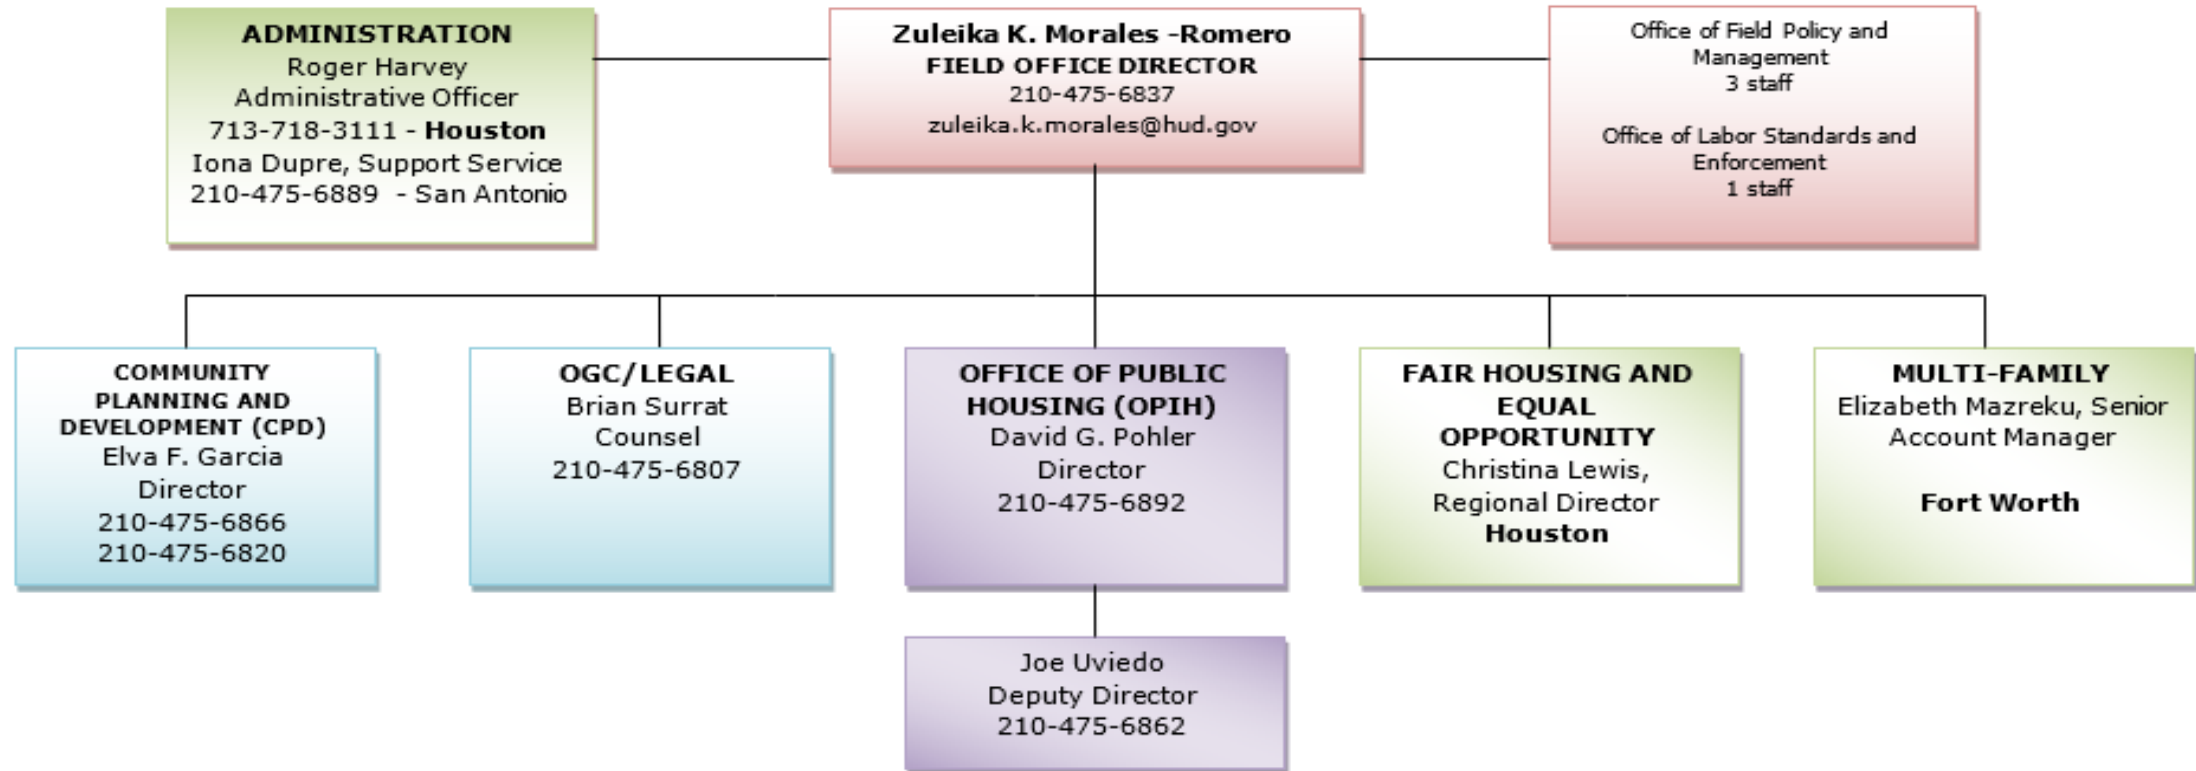 ADMINISTRATION
Roger Harvey
Administrative Officer
713-718-3111 - Houston
Iona Dupre, Support Service
210-475-6889  - San Antonio
Zuleika K. Morales -Romero
FIELD OFFICE DIRECTOR
210-475-6837
zuleika.k.morales@hud.gov
Office of Field Policy and
Management
3 staff
Office of Labor Standards and
Enforcement
1 staff
COMMUNITY
PLANNING AND
DEVELOPMENT (CPD)
Elva F. Garcia
Director
210-475-6866
210-475-6820
OGC/LEGAL
Brian Surrat
Counsel
210-475-6807
OFFICE OF PUBLIC
HOUSING (OPIH)
David G. Pohler
Director
210-475-6892
FAIR HOUSING AND
EQUAL
OPPORTUNITY
Christina Lewis,
Regional Director
Houston
MULTI-FAMILY
Elizabeth Mazreku, Senior
Account Manager
Fort Worth
Joe Uviedo
Deputy Director
210-475-6862